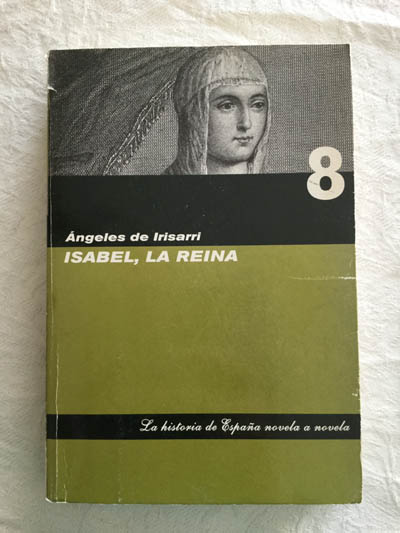 8
Ángeles de Irisarri
ISABEL, LA REINA
La historia de España novela a novela